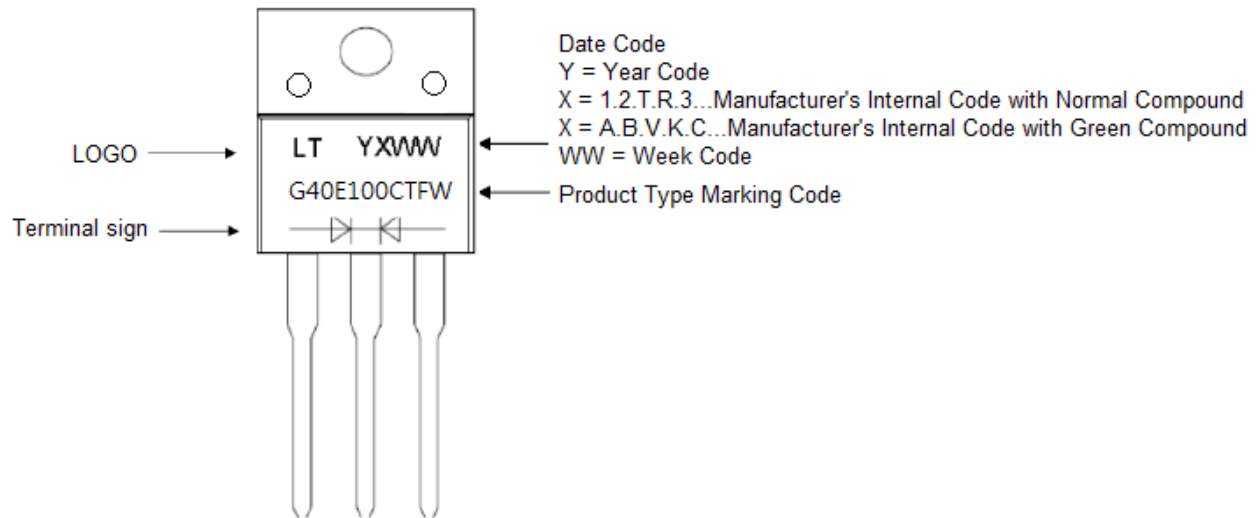 Date Code
Y = Year Code
X = 1.2.T.R.3...Manufacturer's Internal Code with Normal Compound
X = A.B.V.K.C...Manufacturer's Internal Code with Green Compound
WW = Week Code
LOGO
LT YXWW
G40E100CTFW
Product Type Marking Code
Terminal sign